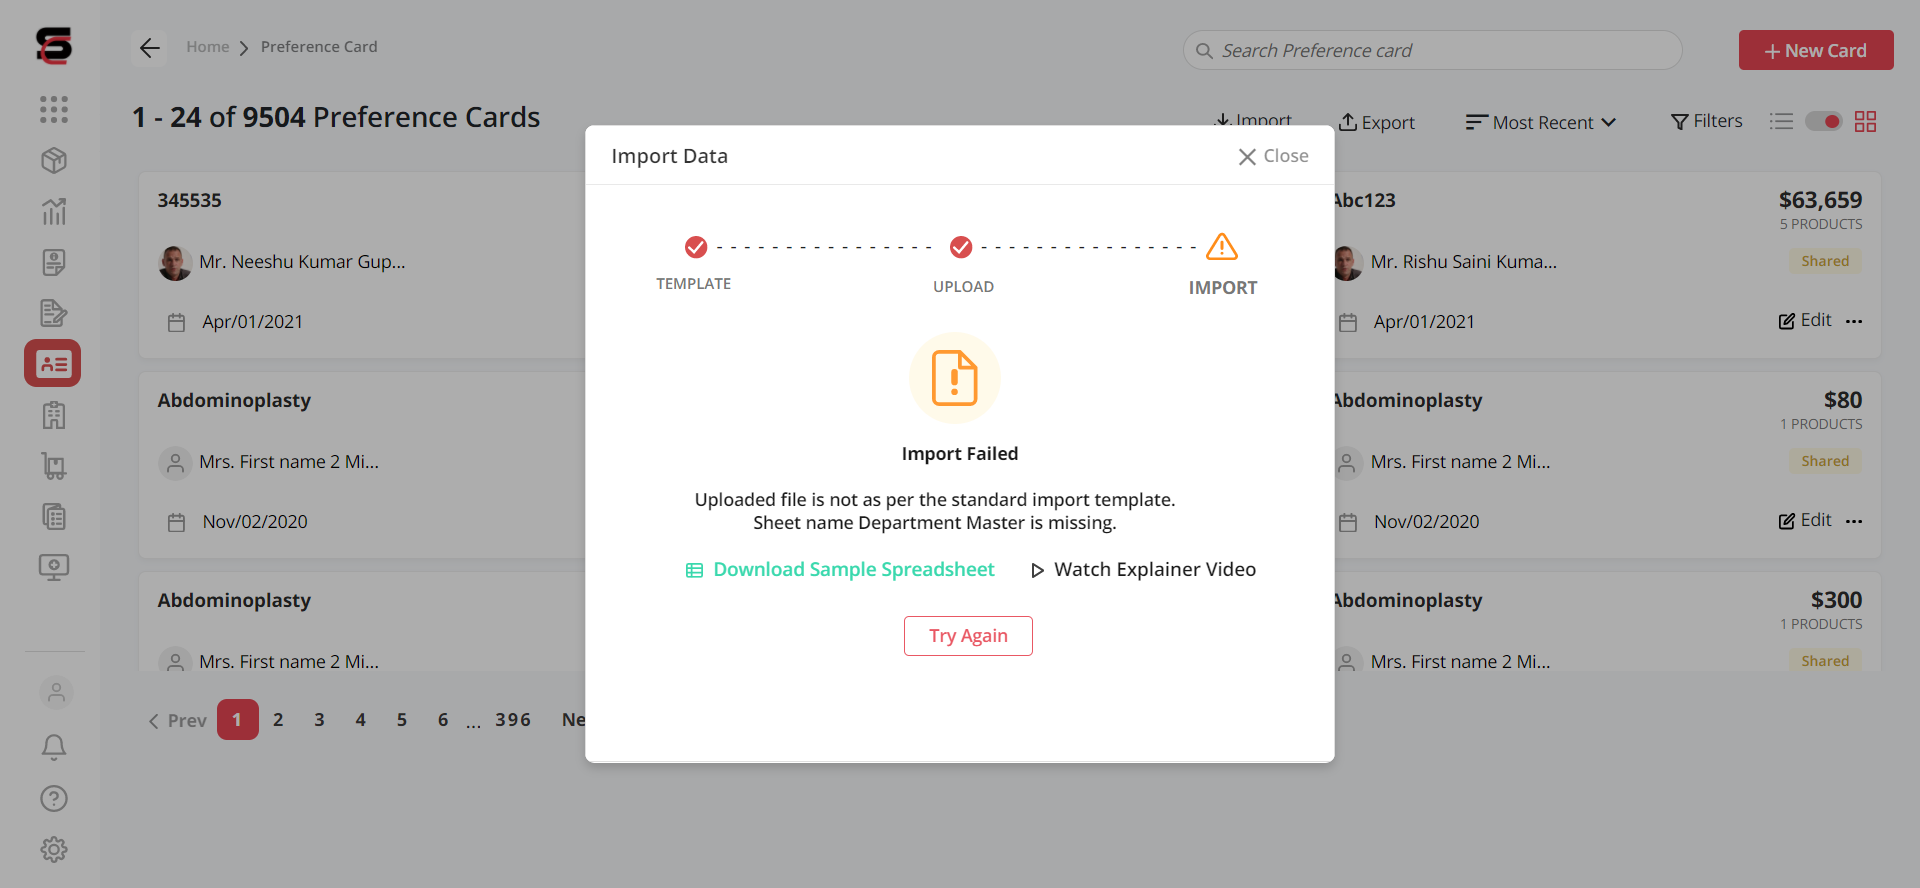 Home > Preference Card
Search Preference card
+ New Card
1 - 24 of 9504 Preference Cards
Import
Export
Most Recent
Filters
Import Data
Close
TEMPLATE
UPLOAD
IMPORT
Import Failed
Uploaded file is not as per the standard import template.
Sheet name Department Master is missing.
Download Sample Spreadsheet
Watch Explainer Video
Try Again
345535
Mr. Neeshu Kumar Gup...
Apr/01/2021
Abdominoplasty
Mrs. First name 2 Mi...
Nov/02/2020
Abdominoplasty
Mrs. First name 2 Mi...
Abc123
$63,659
5 PRODUCTS
Mr. Rishu Saini Kuma...
Shared
Apr/01/2021
Edit ...
Abdominoplasty
$80
1 PRODUCTS
Mrs. First name 2 Mi...
Shared
Nov/02/2020
Edit ...
Abdominoplasty
$300
1 PRODUCTS
Mrs. First name 2 Mi...
Shared
< Prev 1 2 3 4 5 6 ... 396 Ne